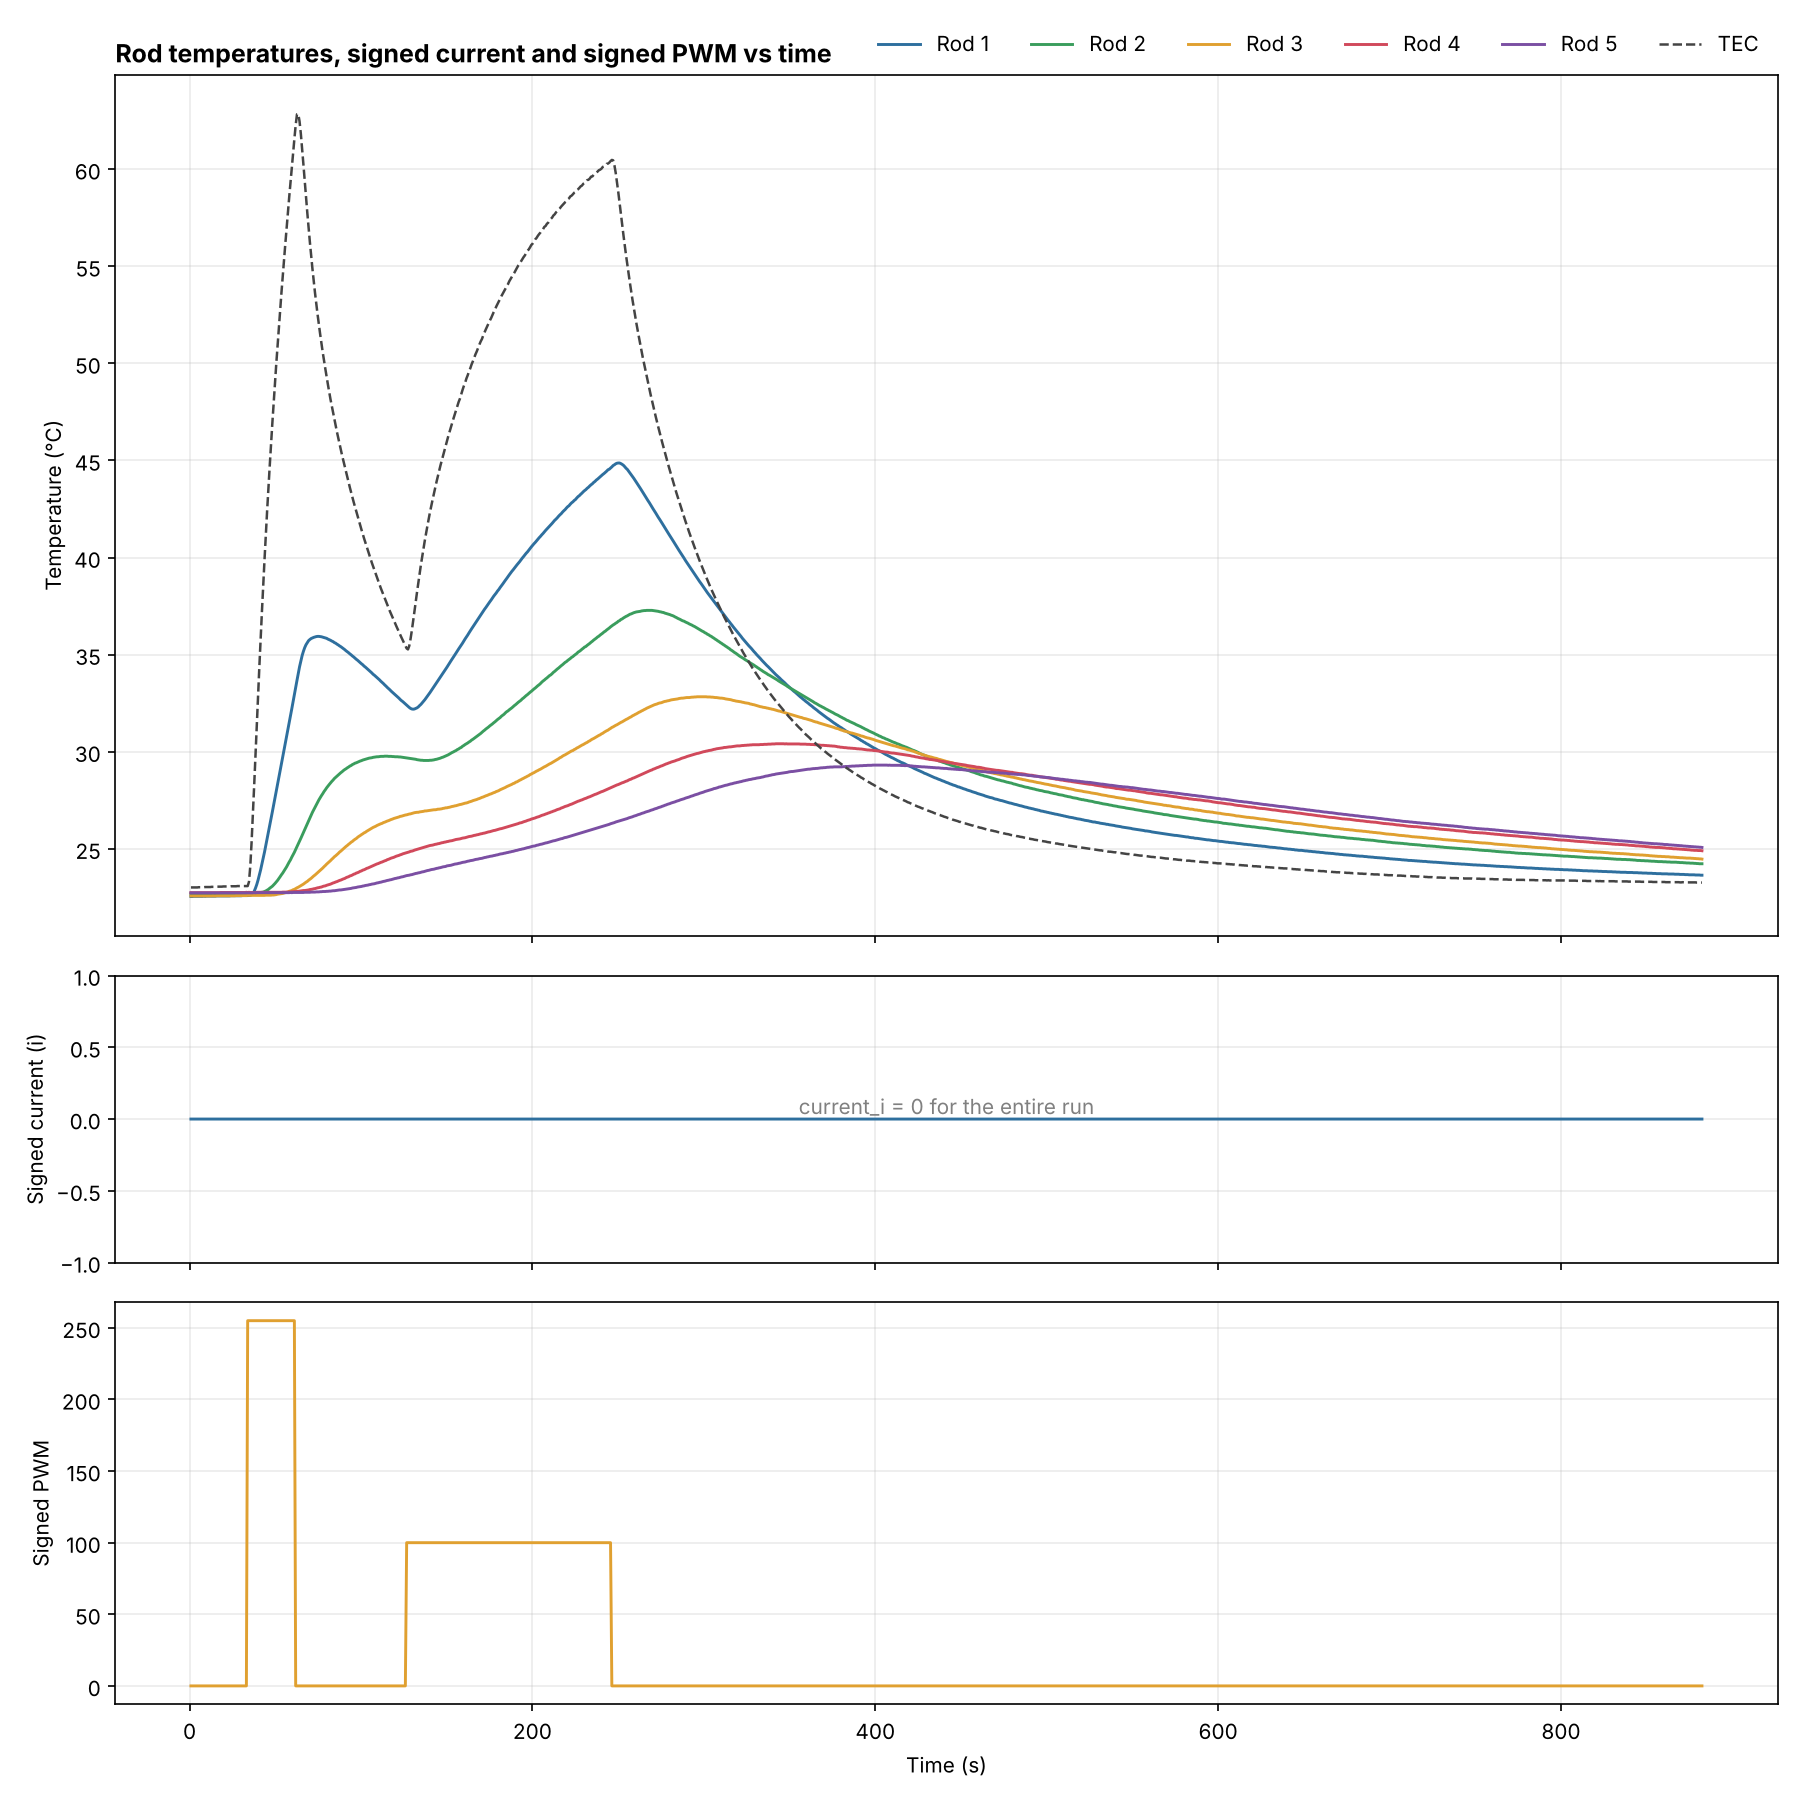 Rod temperatures, signed current and signed PWM vs time
Rod 1 Rod 2 Rod 3 Rod 4 Rod 5 TEC
Temperature (°C)
60
55
50
45
40
35
30
25
Signed current (i)
1.0
0.5
0.0
−0.5
−1.0
current_i = 0 for the entire run
Signed PWM
250
200
150
100
50
0
0 200 400 600 800
Time (s)